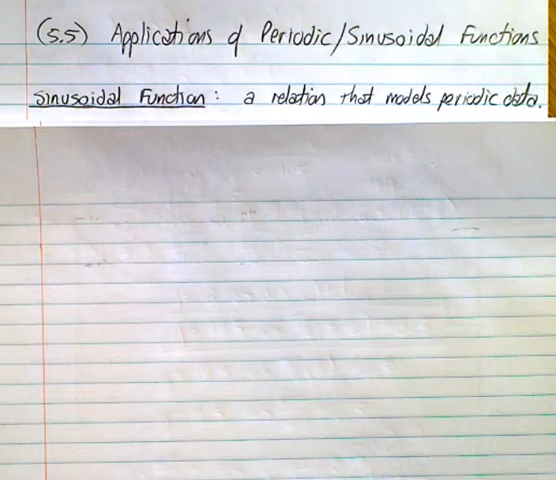 (5.5) Applications of Periodic/Sinusoidal Functions
Sinusoidal Function: a relation that models periodic data.